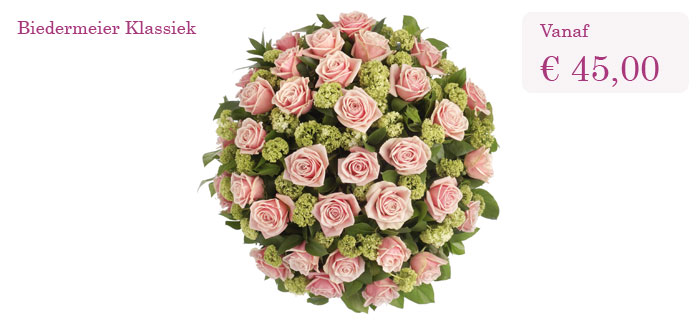 Biedermeier Klassiek
Vanaf
€ 45,00